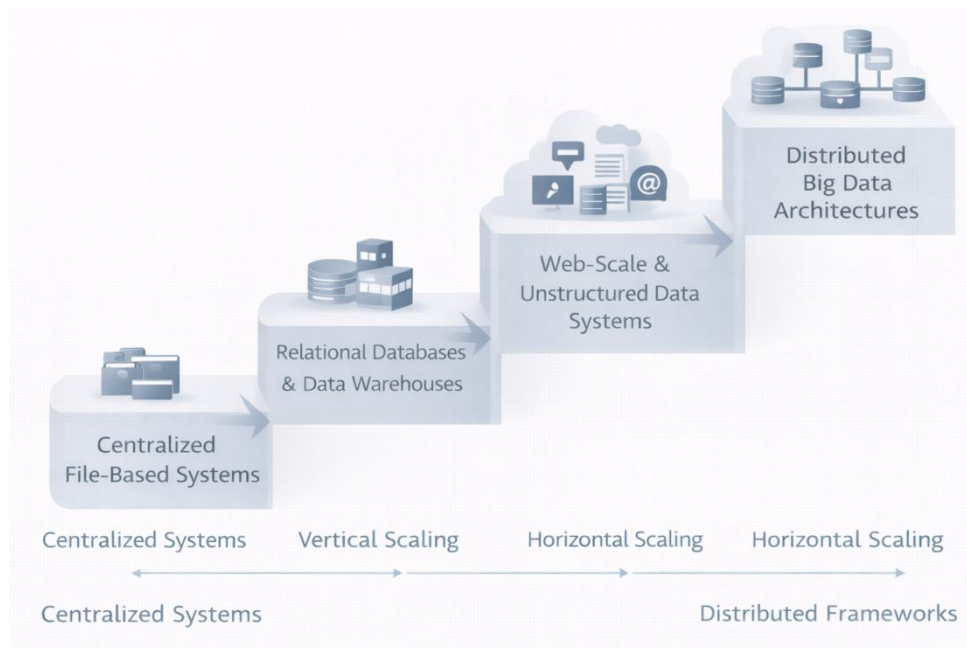 Centralized
File-Based Systems
Relational Databases
& Data Warehouses
@
Web-Scale &
Unstructured Data
Systems
Distributed
Big Data
Architectures
Centralized Systems
Vertical Scaling
Horizontal Scaling
Horizontal Scaling
Centralized Systems
Distributed Frameworks